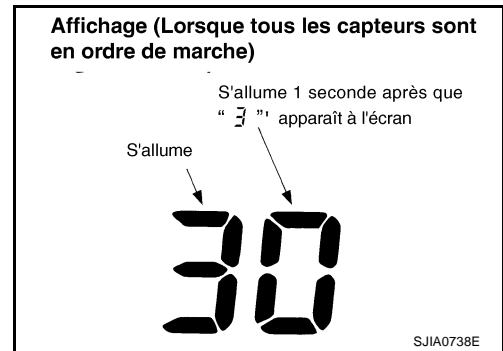 Affichage (Lorsque tous les capteurs sont
en ordre de marche)
S'allume 1 seconde après que
“ 3 ”' apparaît à l'écran
S'allume
30
SJIA0738E